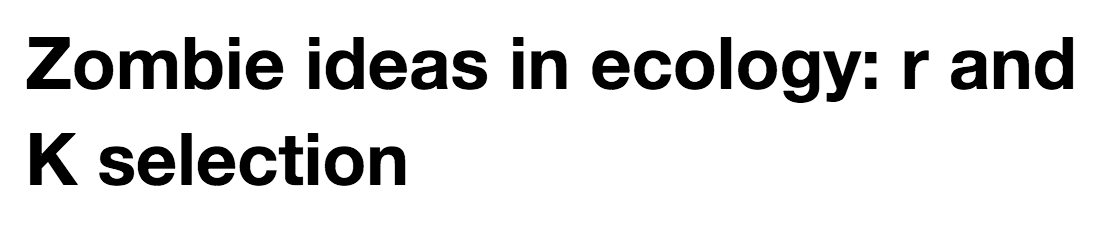 Zombie ideas in ecology: r and
K selection